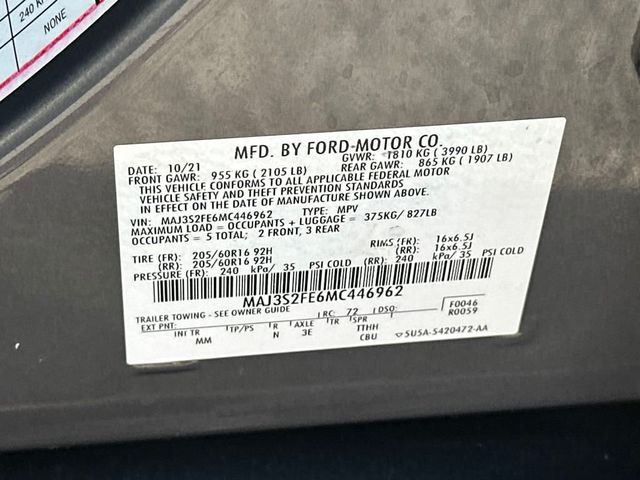 240 K
NONE
MFD. BY FORD-MOTOR CO.
DATE: 10/21 GVWR: 1810 KG ( 3990 LB)
FRONT GAWR: 955 KG ( 2105 LB) REAR GAWR: 865 KG ( 1907 LB)
THIS VEHICLE CONFORMS TO ALL APPLICABLE FEDERAL MOTOR
VEHICLE SAFETY AND THEFT PREVENTION STANDARDS
IN EFFECT ON THE DATE OF MANUFACTURE SHOWN ABOVE.
VIN: MAJ3S2FE6MC446962 TYPE: MPV
MAXIMUM LOAD = OCCUPANTS + LUGGAGE = 375KG/ 827LB
OCCUPANTS = 5 TOTAL; 2 FRONT, 3 REAR
TIRE (FR): 205/60R16 92H RIMS (FR): 16x6.5J
(RR): 205/60R16 92H (RR): 16x6.5J
PRESSURE (FR): 240 kPa/ 35 PSI COLD (RR): 240 kPa/ 35 PSI COLD
MAJ3S2FE6MC446962
TRAILER TOWING - SEE OWNER GUIDE RC: 72 DSO: F0046
R0059
EXT PNT: INT TR TP/PS R AXLE TR SPR
MM N 3E TTHH
CBU 5U5A-5420472-AA